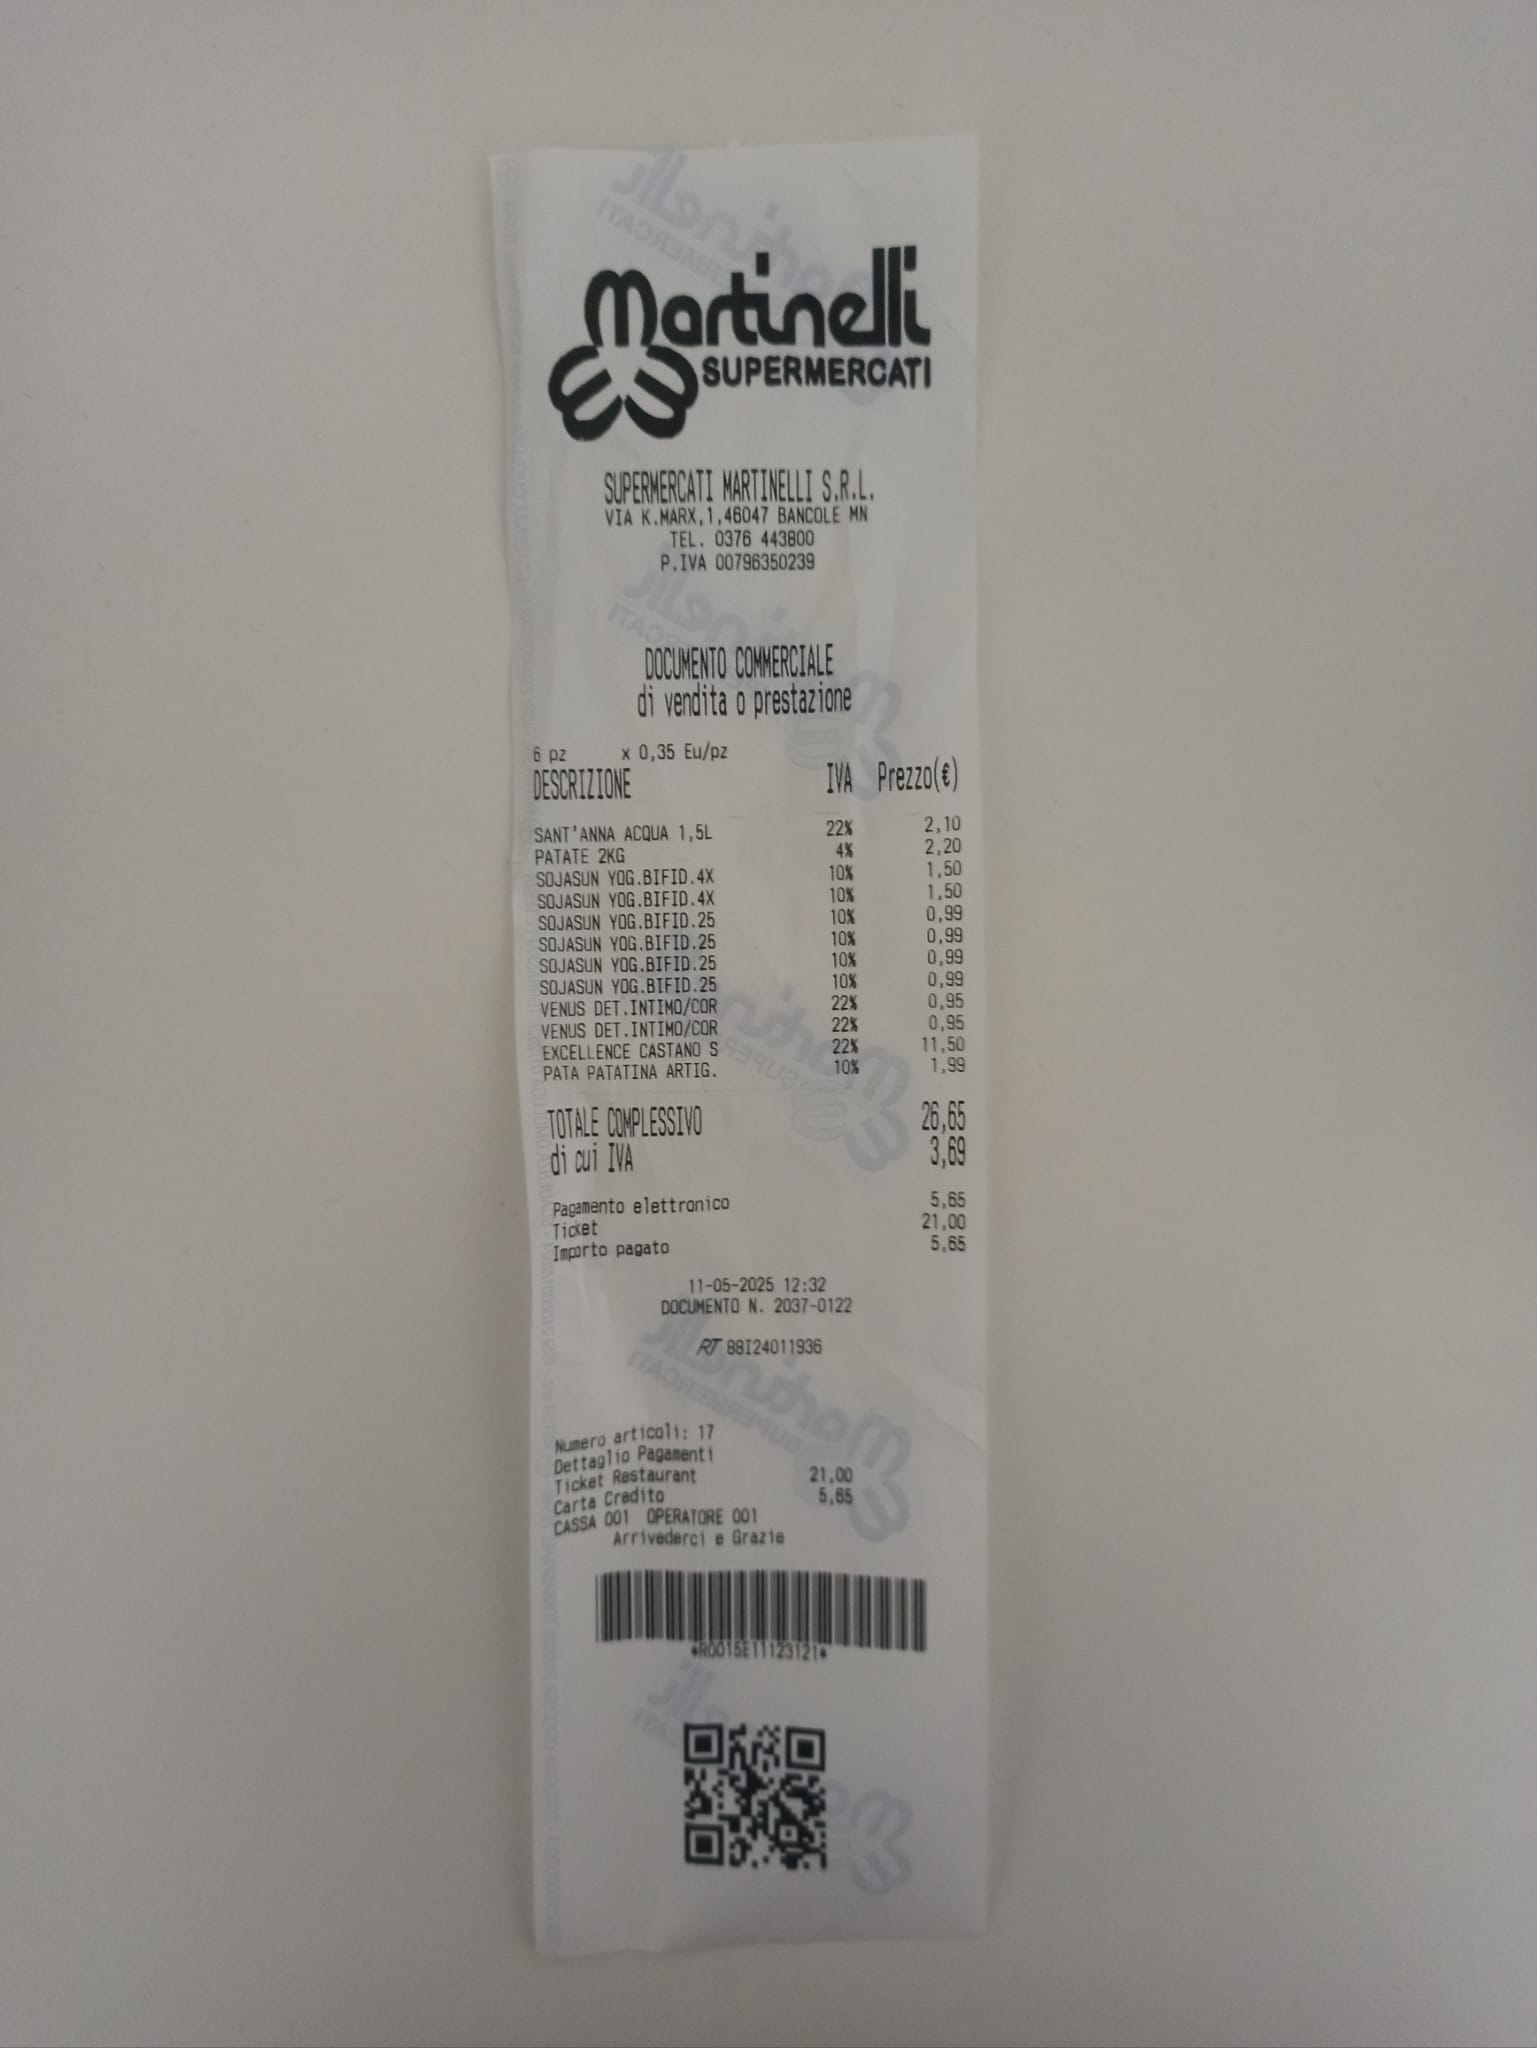 Martinelli
SUPERMERCATI
SUPERMERCATI MARTINELLI S.R.L.
VIA K.MARX,1,46047 BANCOLE MN
TEL. 0376 443800
P.IVA 00796350239
DOCUMENTO COMMERCIALE
di vendita o prestazione
6 pz x 0,35 Eu/pz
DESCRIZIONE IVA Prezzo(€)
SANT'ANNA ACQUA 1,5L 22% 2,10
PATATE 2KG 4% 2,20
SOJASUN YOG.BIFID.4X 10% 1,50
SOJASUN YOG.BIFID.4X 10% 1,50
SOJASUN YOG.BIFID.25 10% 0,99
SOJASUN YOG.BIFID.25 10% 0,99
SOJASUN YOG.BIFID.25 10% 0,99
SOJASUN YOG.BIFID.25 10% 0,99
VENUS DET.INTIMO/COR 22% 0,95
VENUS DET.INTIMO/COR 22% 0,95
EXCELLENCE CASTANO S 22% 11,50
PATA PATATINA ARTIG. 10% 1,99
TOTALE COMPLESSIVO 26,65
di cui IVA 3,69
Pagamento elettronico 5,65
Ticket 21,00
Importo pagato 5,65
11-05-2025 12:32
DOCUMENTO N. 2037-0122
RT 88I24011936
Numero articoli: 17
Dettaglio Pagamenti
Ticket Restaurant 21,00
Carta Credito 5,65
CASSA 001 OPERATORE 001
Arrivederci e Grazie
*R0015E11123121*